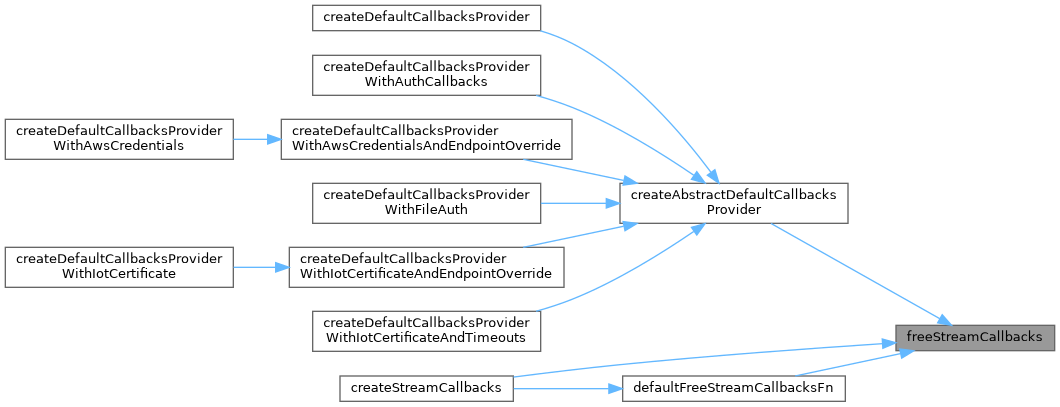 createDefaultCallbacksProvider
createDefaultCallbacksProvider
WithAuthCallbacks
createDefaultCallbacksProvider
WithAwsCredentials
createDefaultCallbacksProvider
WithAwsCredentialsAndEndpointOverride
createDefaultCallbacksProvider
WithFileAuth
createAbstractDefaultCallbacks
Provider
createDefaultCallbacksProvider
WithIotCertificate
createDefaultCallbacksProvider
WithIotCertificateAndEndpointOverride
createDefaultCallbacksProvider
WithIotCertificateAndTimeouts
freeStreamCallbacks
createStreamCallbacks
defaultFreeStreamCallbacksFn